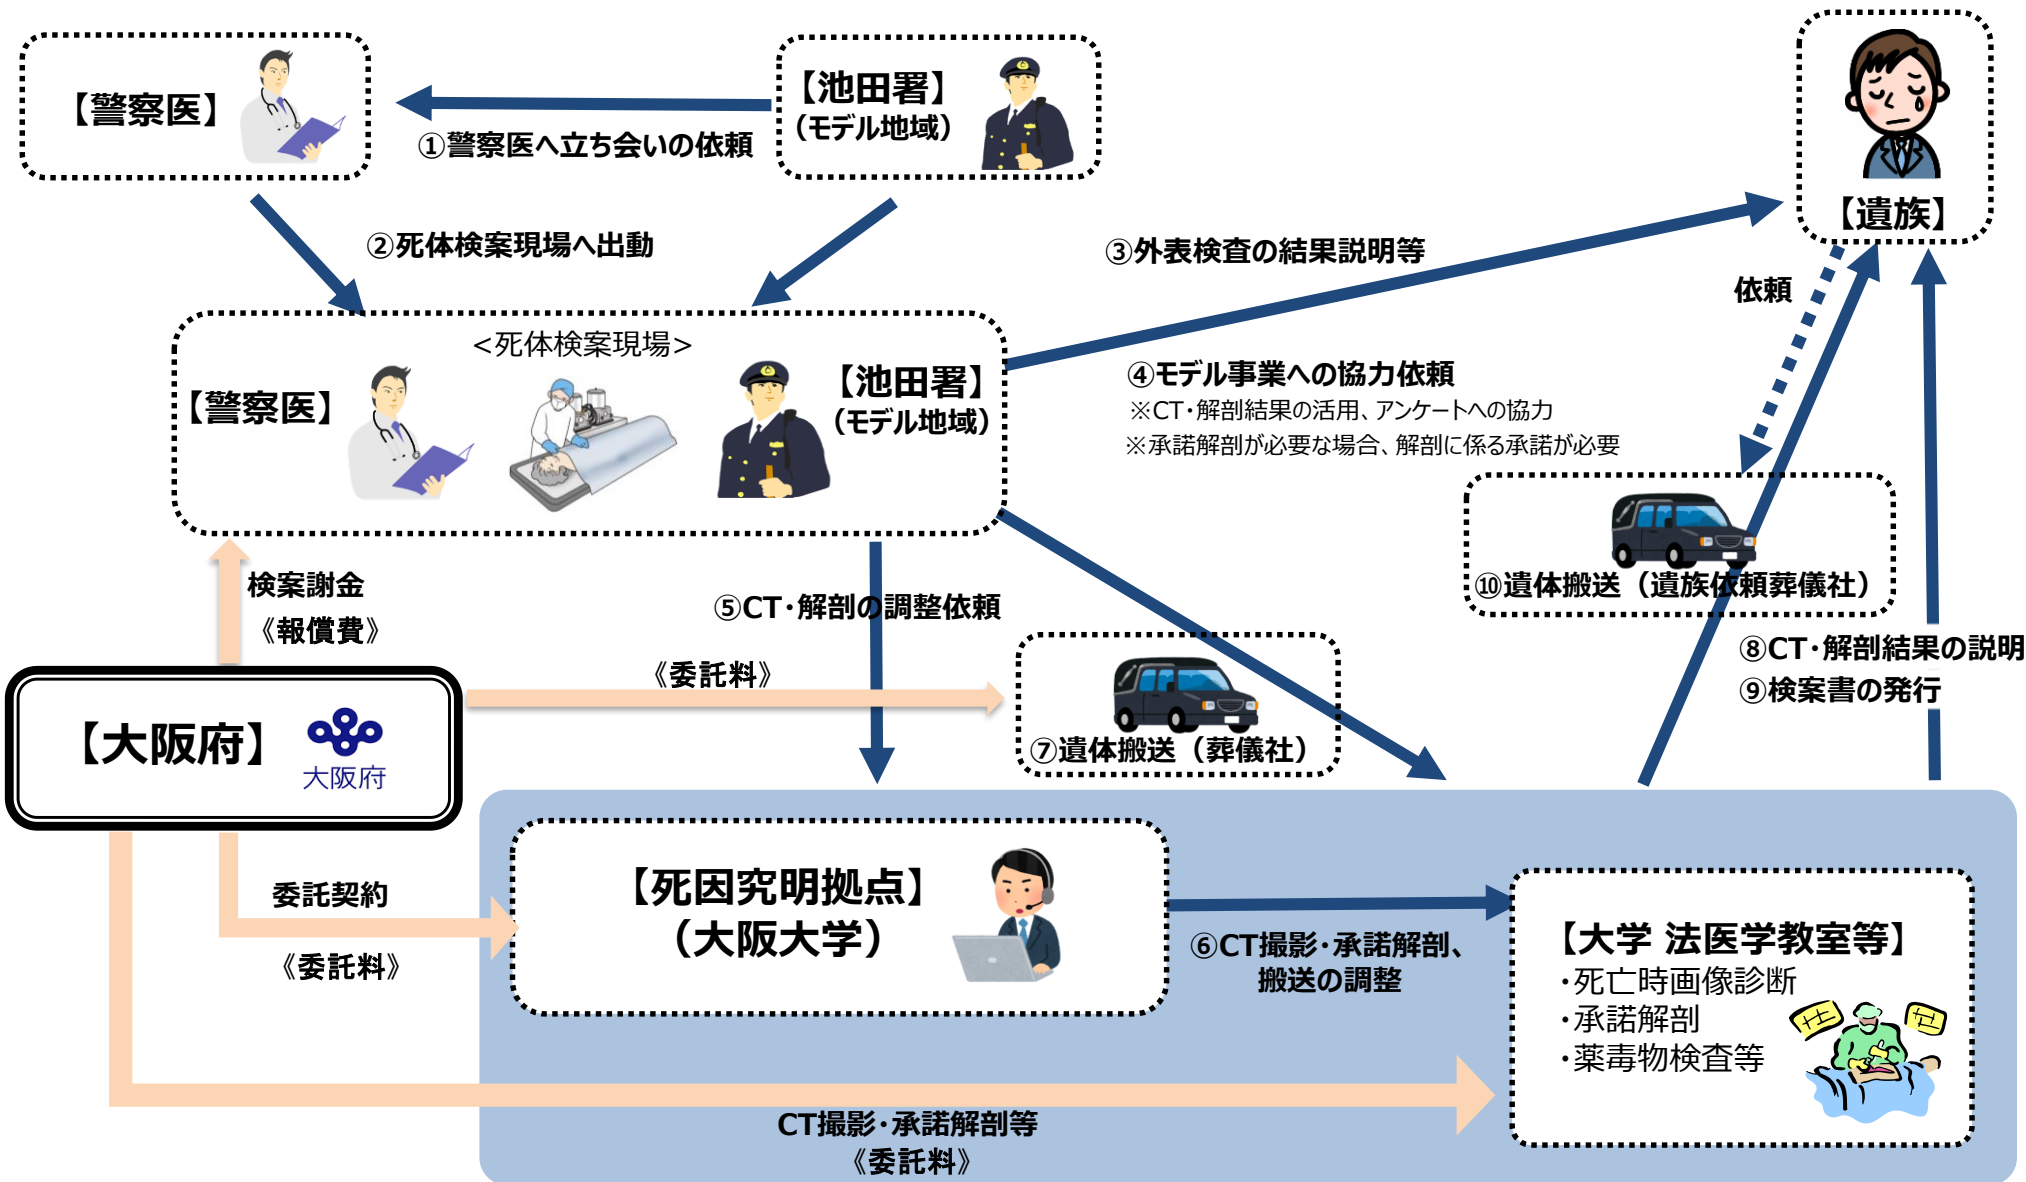 【警察医】
①警察医へ立ち会いの依頼
【池田署】
（モデル地域）
【遺族】
②死体検案現場へ出動
③外表検査の結果説明等
依頼
<死体検案現場>
【警察医】
【池田署】
（モデル地域）
④モデル事業への協力依頼
※CT・解剖結果の活用、アンケートへの協力
※承諾解剖が必要な場合、解剖に係る承諾が必要
検案謝金
《報償費》
⑤CT・解剖の調整依頼
⑩遺体搬送（遺族依頼葬儀社）
《委託料》
⑦遺体搬送（葬儀社）
⑧CT・解剖結果の説明
⑨検案書の発行
【大阪府】
大阪府
委託契約
《委託料》
【死因究明拠点】
（大阪大学）
⑥CT撮影・承諾解剖、
搬送の調整
【大学 法医学教室等】
・死亡時画像診断
・承諾解剖
・薬毒物検査等
CT撮影・承諾解剖等
《委託料》